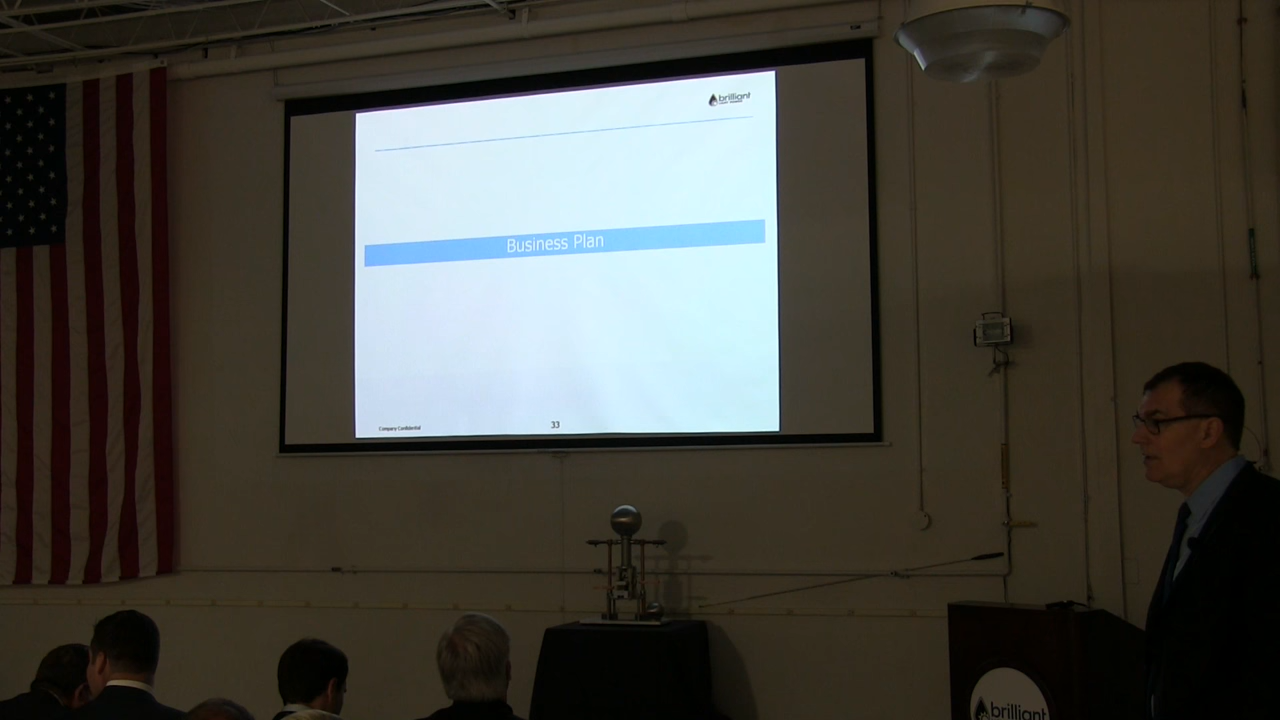 brilliant
Business Plan
Company Confidential
33
brilliant